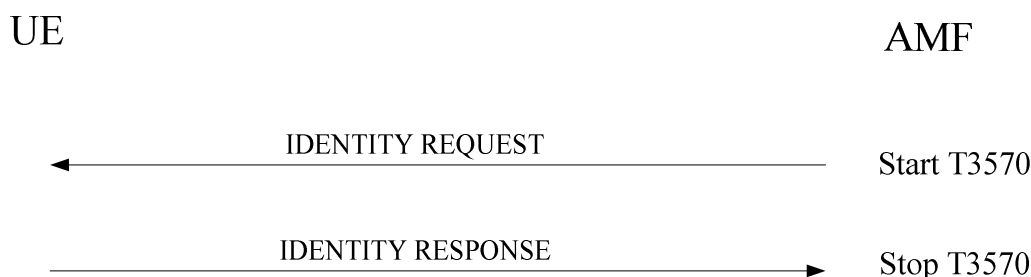 UE
AMF
IDENTITY REQUEST
Start T3570
IDENTITY RESPONSE
Stop T3570